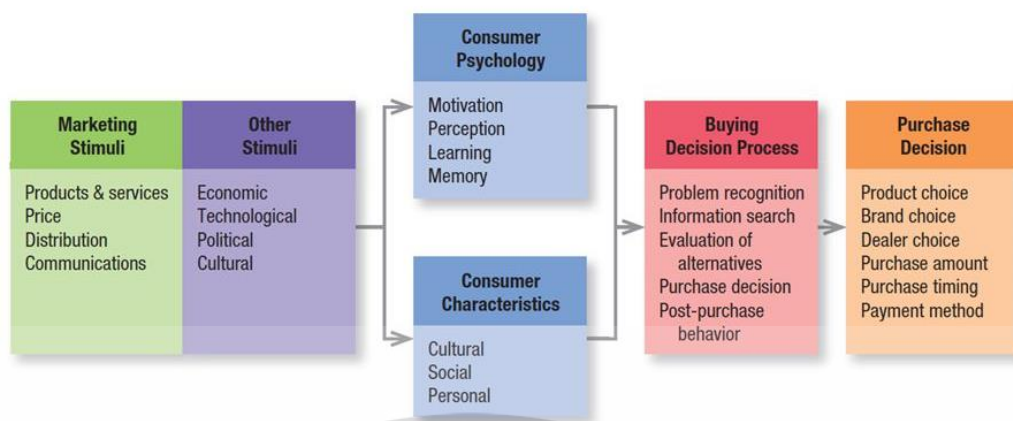 Marketing
Stimuli
Products & services
Price
Distribution
Communications
Other
Stimuli
Economic
Technological
Political
Cultural
Consumer
Psychology
Motivation
Perception
Learning
Memory
Consumer
Characteristics
Cultural
Social
Personal
Buying
Decision Process
Problem recognition
Information search
Evaluation of
alternatives
Purchase decision
Post-purchase
behavior
Purchase
Decision
Product choice
Brand choice
Dealer choice
Purchase amount
Purchase timing
Payment method